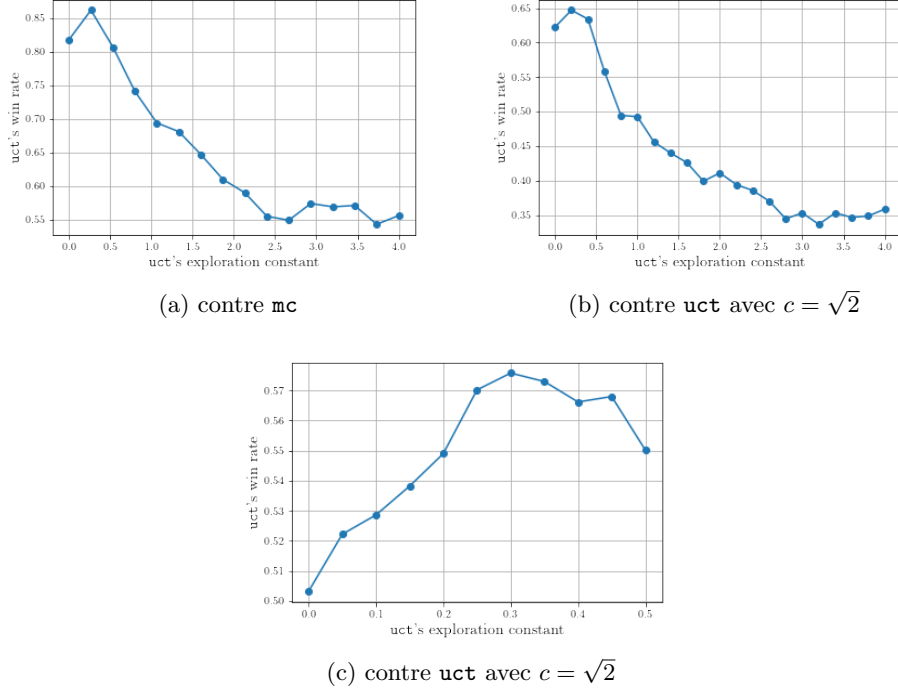 0.85
0.80
0.75
0.70
0.65
0.60
0.55
uct's win rate
0.0 0.5 1.0 1.5 2.0 2.5 3.0 3.5 4.0
uct's exploration constant
(a) contre mc
0.65
0.60
0.55
0.50
0.45
0.40
0.35
uct's win rate
0.0 0.5 1.0 1.5 2.0 2.5 3.0 3.5 4.0
uct's exploration constant
(b) contre uct avec c = √2
0.57
0.56
0.55
0.54
0.53
0.52
0.51
0.50
uct's win rate
0.0 0.1 0.2 0.3 0.4 0.5
uct's exploration constant
(c) contre uct avec c = √2